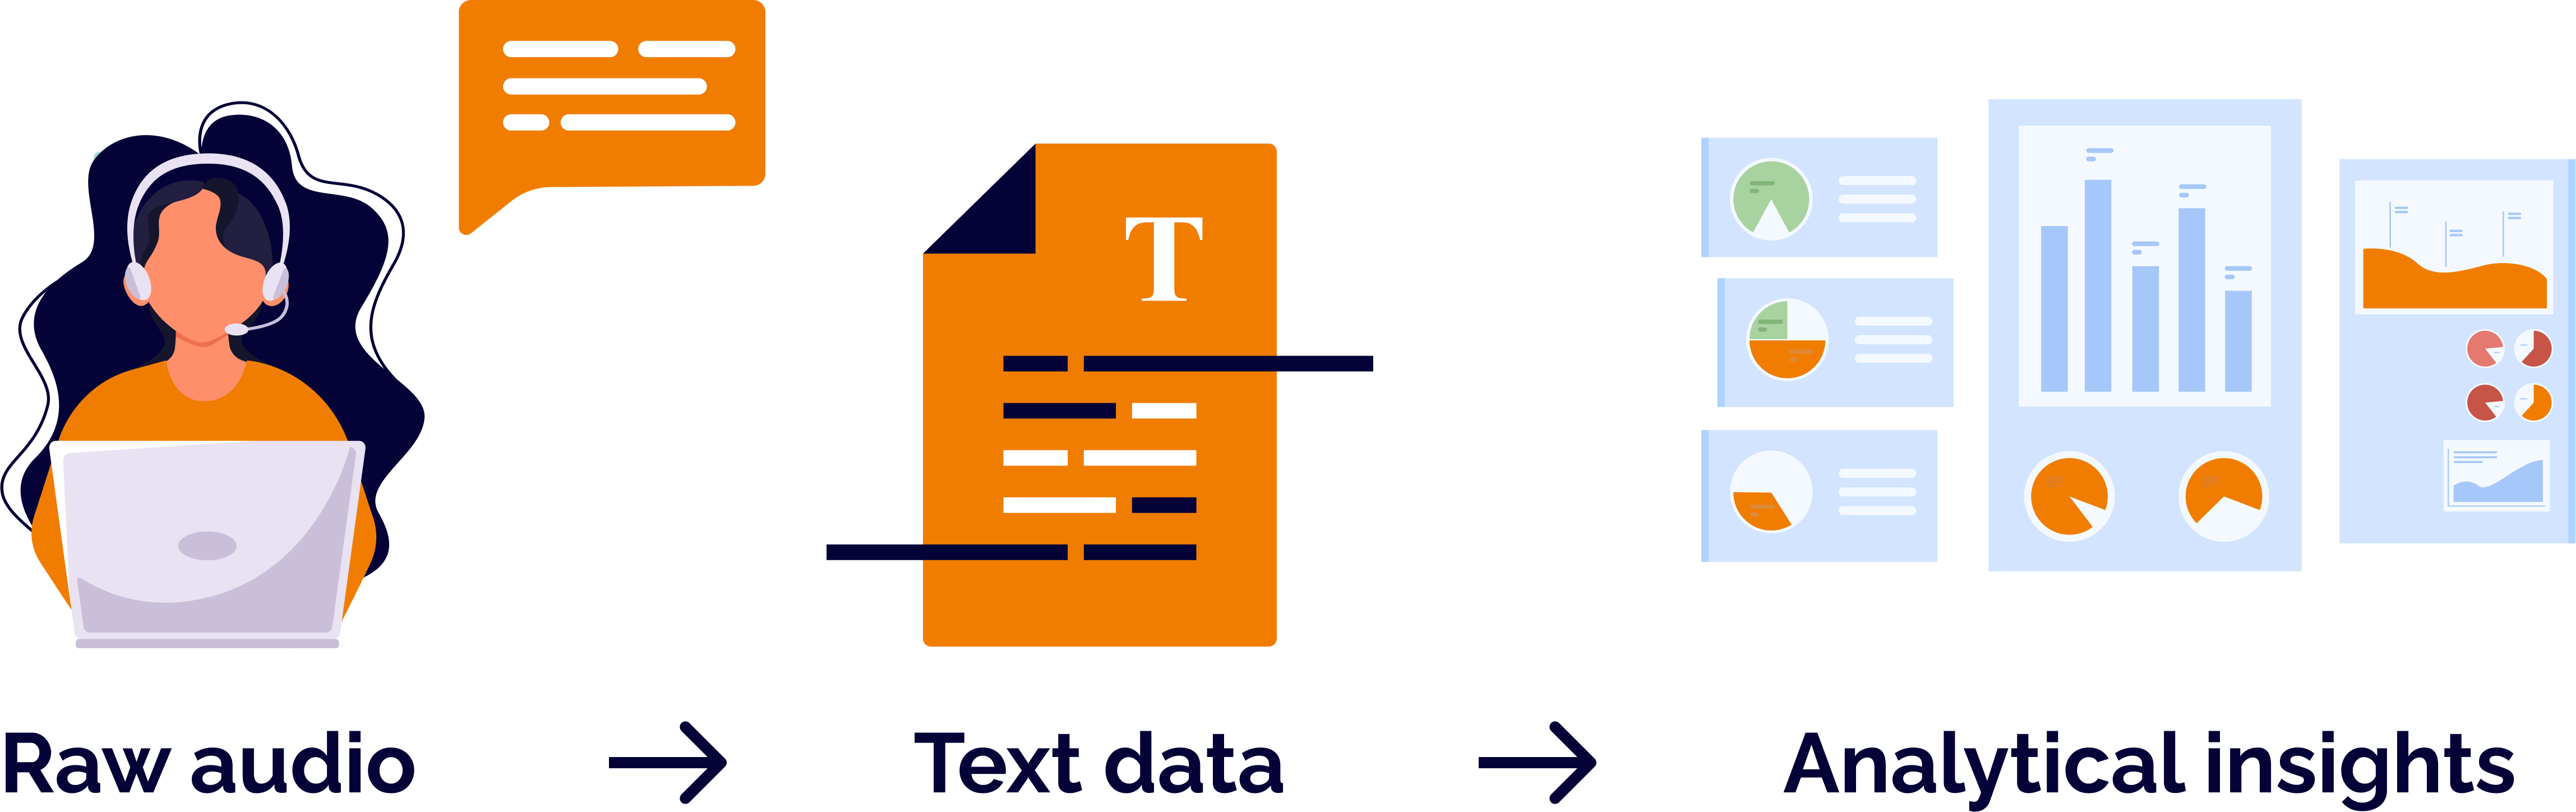 T
Raw audio → Text data → Analytical insights